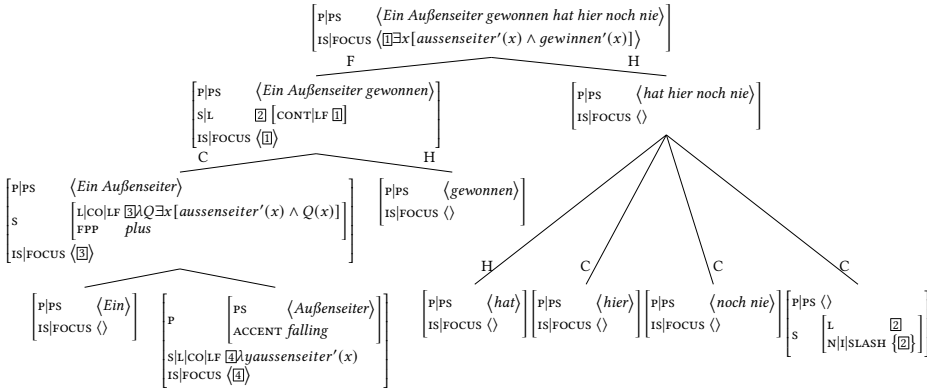 P|PS ⟨Ein Außenseiter gewonnen hat hier noch nie⟩
IS|FOCUS ⟨[1]∃x[aussenseiter′(x) ∧ gewinnen′(x)]⟩
F H
P|PS ⟨Ein Außenseiter gewonnen⟩
S|L [2] [CONT|LF [1]]
IS|FOCUS ⟨[1]⟩
P|PS ⟨hat hier noch nie⟩
IS|FOCUS ⟨⟩
C H
P|PS ⟨Ein Außenseiter⟩
S [L|CO|LF [3]λQ∃x[aussenseiter′(x) ∧ Q(x)]
FPP plus]
IS|FOCUS ⟨[3]⟩
P|PS ⟨gewonnen⟩
IS|FOCUS ⟨⟩
H C C C
P|PS ⟨Ein⟩
IS|FOCUS ⟨⟩
P [PS ⟨Außenseiter⟩
ACCENT falling]
S|L|CO|LF [4]λyaussenseiter′(x)
IS|FOCUS ⟨[4]⟩
P|PS ⟨hat⟩
IS|FOCUS ⟨⟩
P|PS ⟨hier⟩
IS|FOCUS ⟨⟩
P|PS ⟨noch nie⟩
IS|FOCUS ⟨⟩
P|PS ⟨⟩
S [L [2]
N|I|SLASH {[2]}]